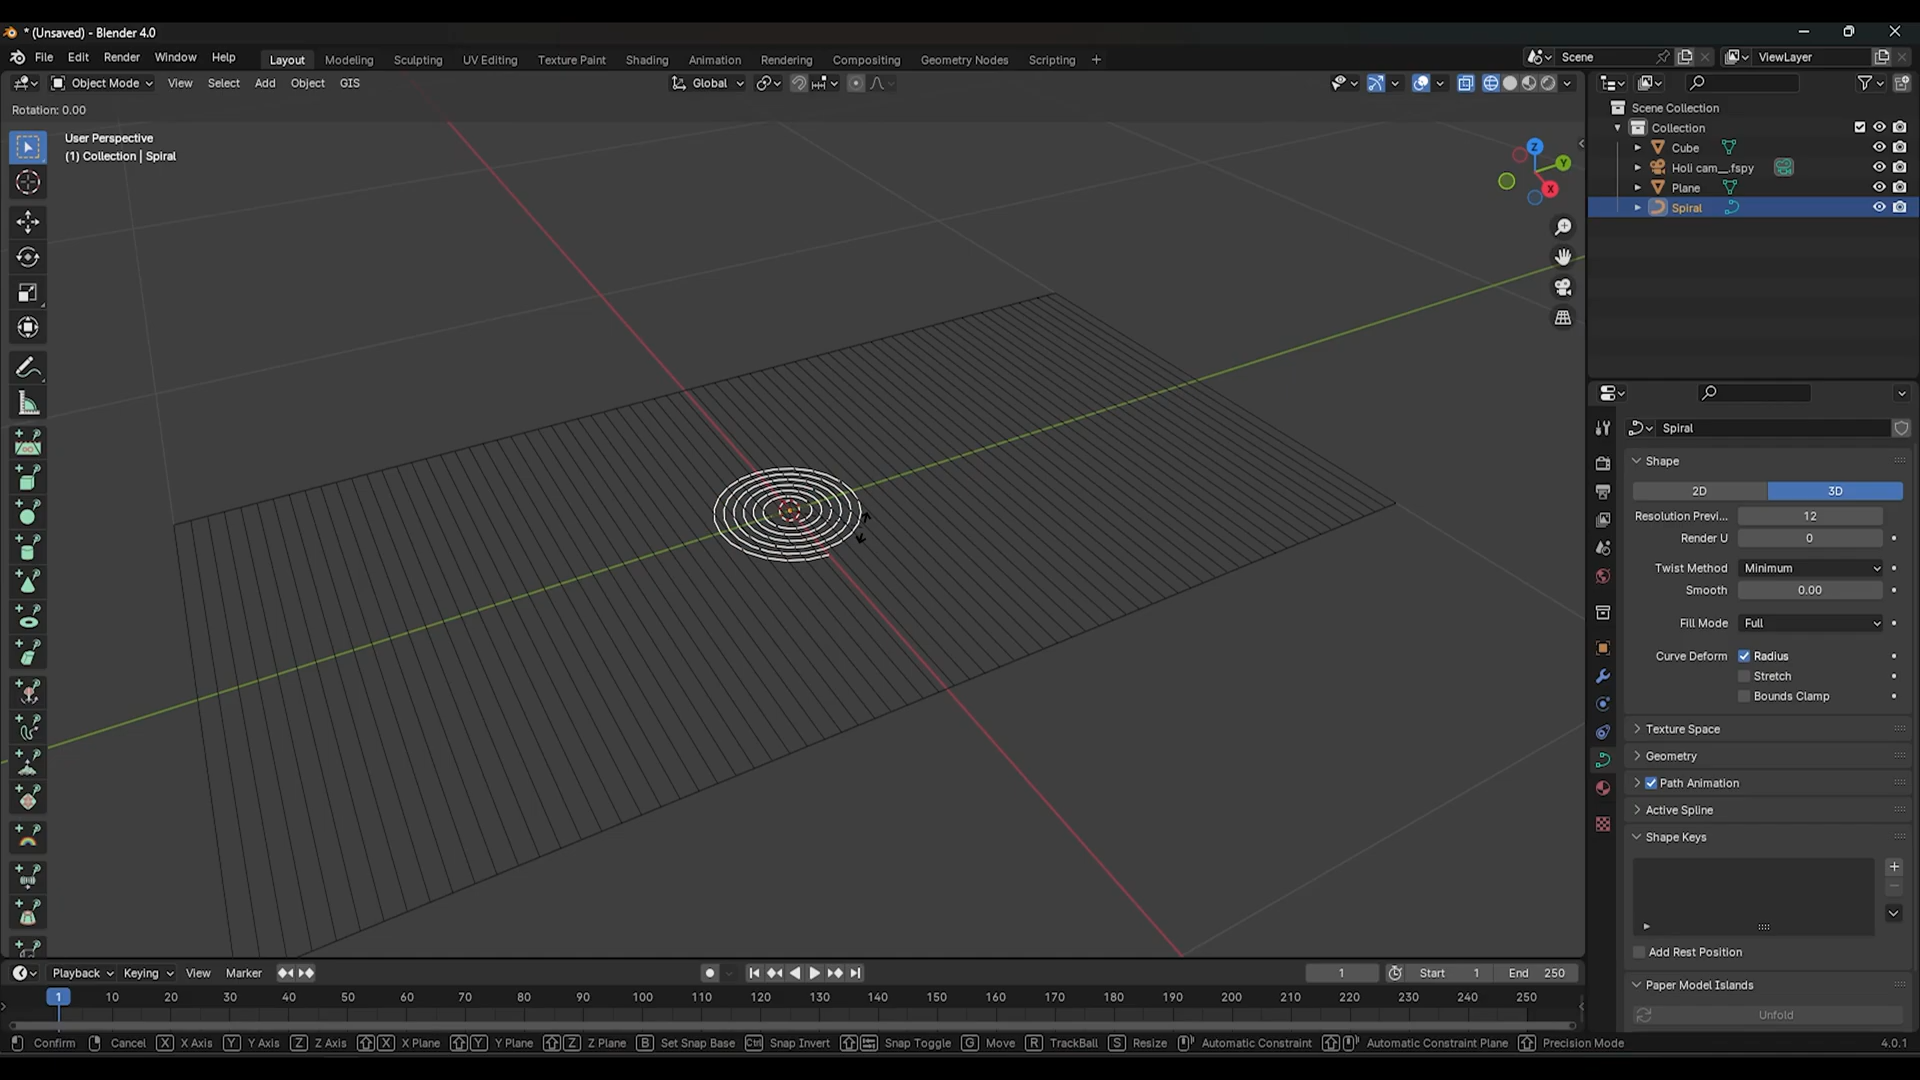 * (Unsaved) - Blender 4.0
File Edit Render Window Help
Layout Modeling Sculpting UV Editing Texture Paint Shading Animation Rendering Compositing Geometry Nodes Scripting +
Scene
ViewLayer
Object Mode View Select Add Object GIS
Global
Rotation: 0.00
User Perspective
(1) Collection | Spiral
Z
Y
X
Scene Collection
Collection
Cube
Holi cam__.fspy
Plane
Spiral
Spiral
Shape
2D 3D
Resolution Previ... 12
Render U 0
Twist Method Minimum
Smooth 0.00
Fill Mode Full
Curve Deform Radius
Stretch
Bounds Clamp
Texture Space
Geometry
Path Animation
Active Spline
Shape Keys
Add Rest Position
Paper Model Islands
Unfold
Playback Keying View Marker
1 Start 1 End 250
1 10 20 30 40 50 60 70 80 90 100 110 120 130 140 150 160 170 180 190 200 210 220 230 240 250
Confirm Cancel X X Axis Y Y Axis Z Z Axis X X Plane Y Y Plane Z Z Plane B Set Snap Base Ctrl Snap Invert Snap Toggle G Move R TrackBall S Resize Automatic Constraint Automatic Constraint Plane Precision Mode 4.0.1